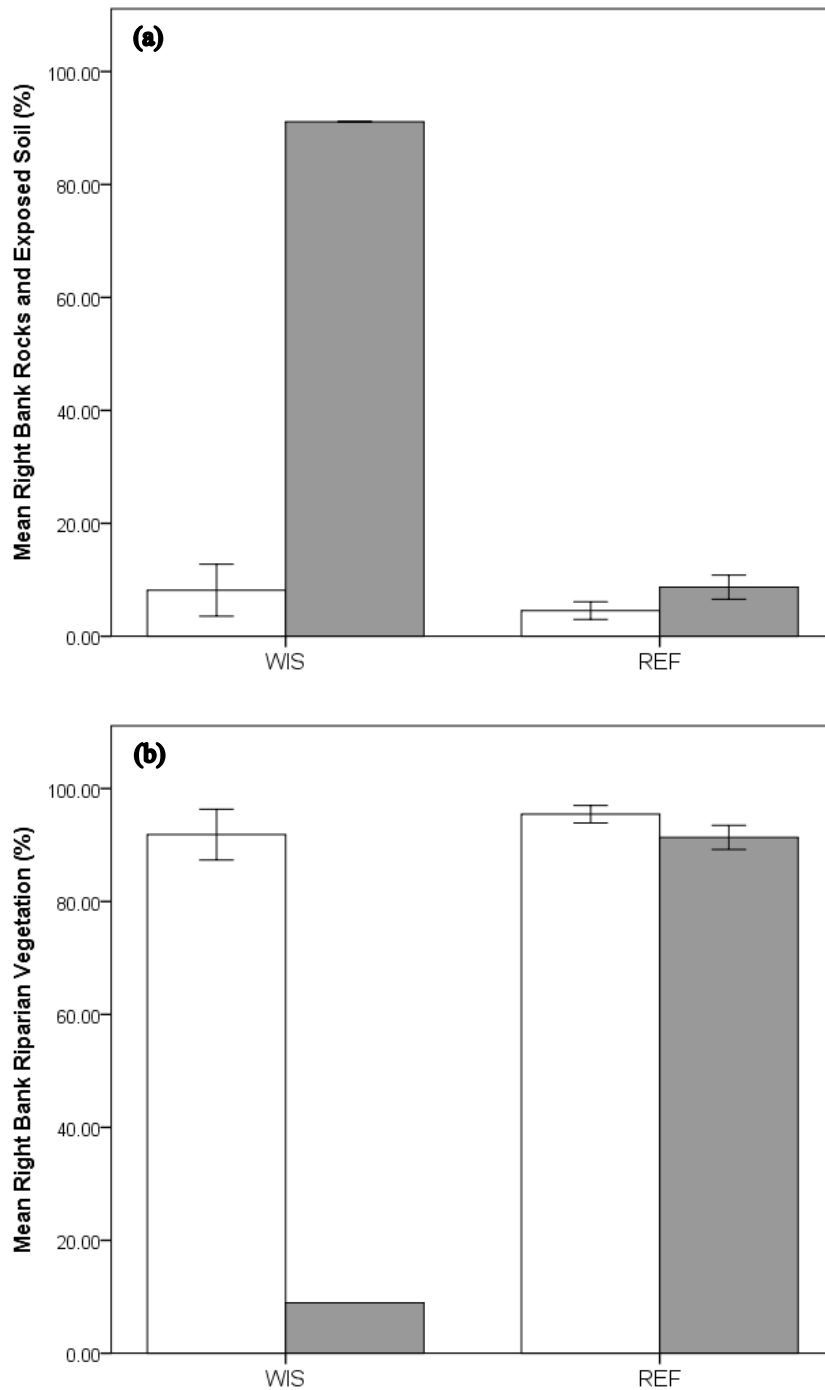 (a)
Mean Right Bank Rocks and Exposed Soil (%)
100.00
80.00
60.00
40.00
20.00
0.00
WIS
REF
(b)
Mean Right Bank Riparian Vegetation (%)
100.00
80.00
60.00
40.00
20.00
0.00
WIS
REF